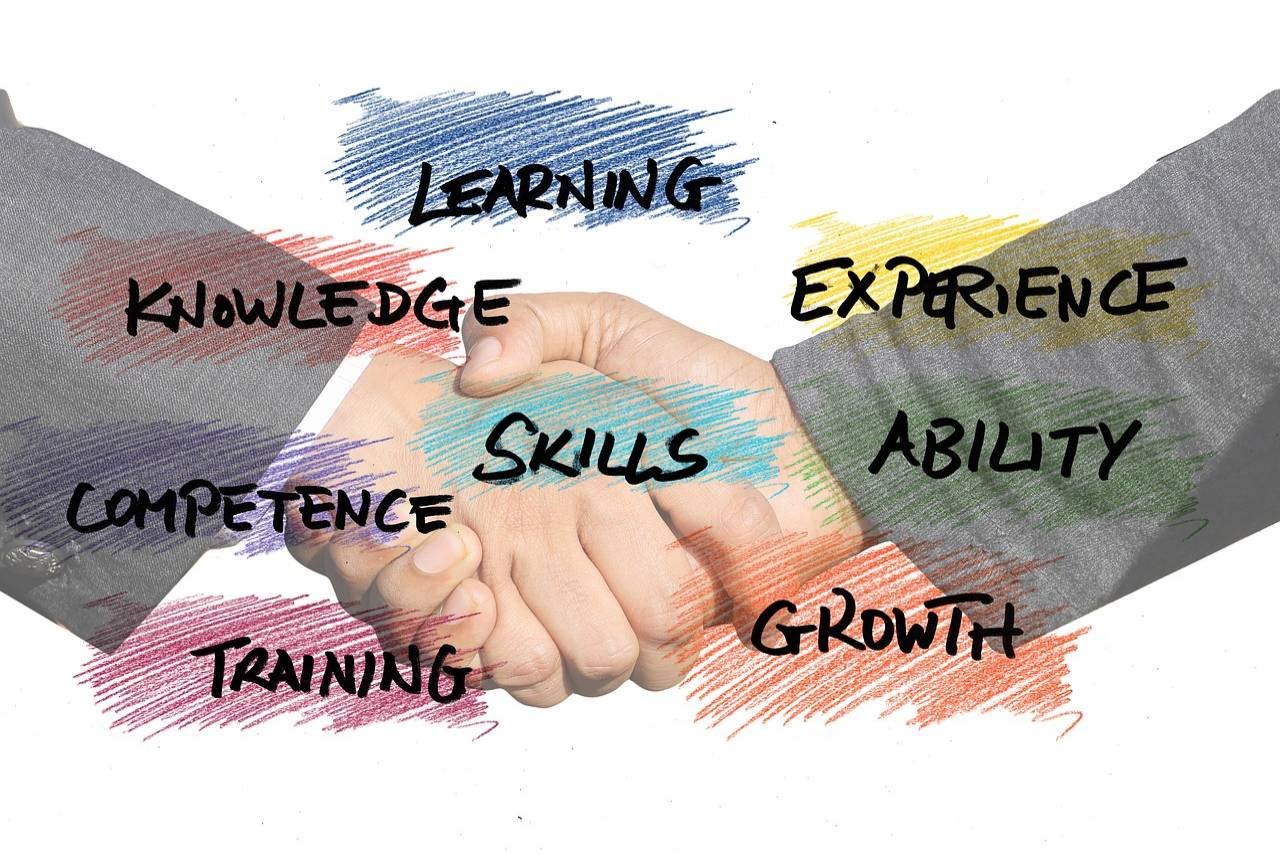 LEARNING
KNOWLEDGE
EXPERIENCE
SKILLS
ABILITY
COMPETENCE
GROWTH
TRAINING